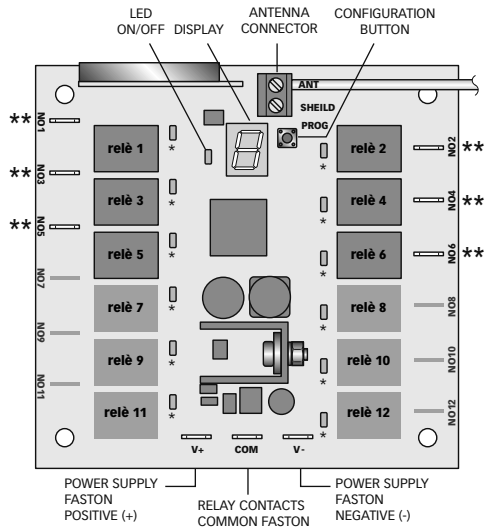 LED
ON/OFF
DISPLAY
ANTENNA
CONNECTOR
CONFIGURATION
BUTTON
ANT
SHEILD
PROG
** NO1
relè 1
*
relè 2
*
NO2 **
** NO3
relè 3
*
relè 4
*
NO4 **
** NO5
relè 5
*
relè 6
*
NO6 **
NO7
relè 7
*
relè 8
*
NO8
NO9
relè 9
*
relè 10
*
NO10
NO11
relè 11
*
relè 12
*
NO12
V+
COM
V-
POWER SUPPLY
FASTON
POSITIVE (+)
RELAY CONTACTS
COMMON FASTON
POWER SUPPLY
FASTON
NEGATIVE (-)